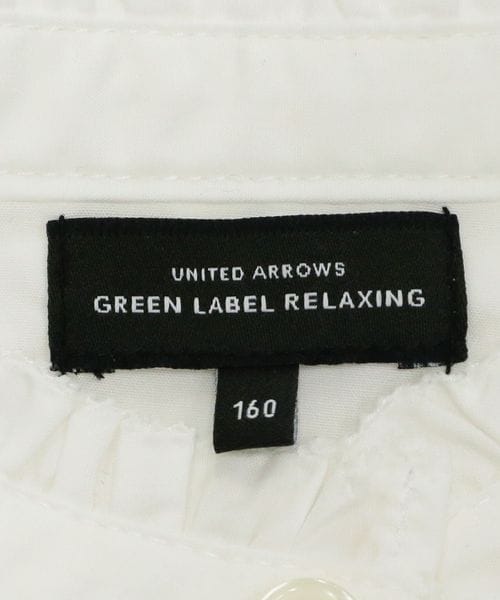 UNITED ARROWS
GREEN LABEL RELAXING
160